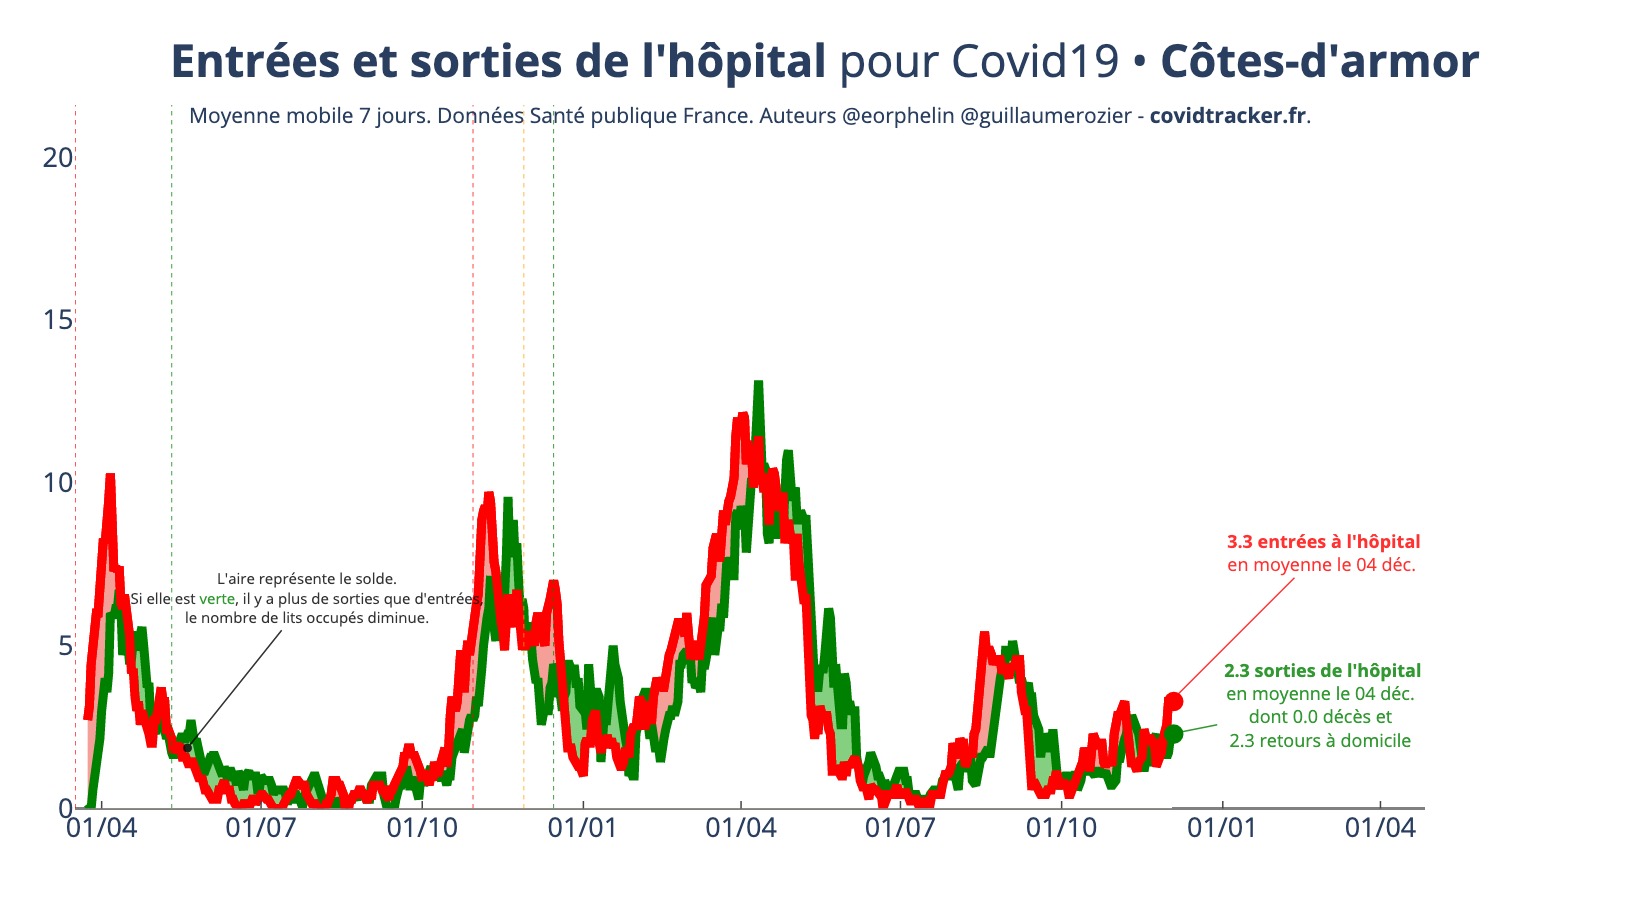 Entrées et sorties de l'hôpital pour Covid19 • Côtes-d'armor
Moyenne mobile 7 jours. Données Santé publique France. Auteurs @eorphelin @guillaumerozier - covidtracker.fr.
20
15
10
5
0
L'aire représente le solde.
Si elle est verte, il y a plus de sorties que d'entrées,
le nombre de lits occupés diminue.
3.3 entrées à l'hôpital
en moyenne le 04 déc.
2.3 sorties de l'hôpital
en moyenne le 04 déc.
dont 0.0 décès et
2.3 retours à domicile
01/04 01/07 01/10 01/01 01/04 01/07 01/10 01/01 01/04